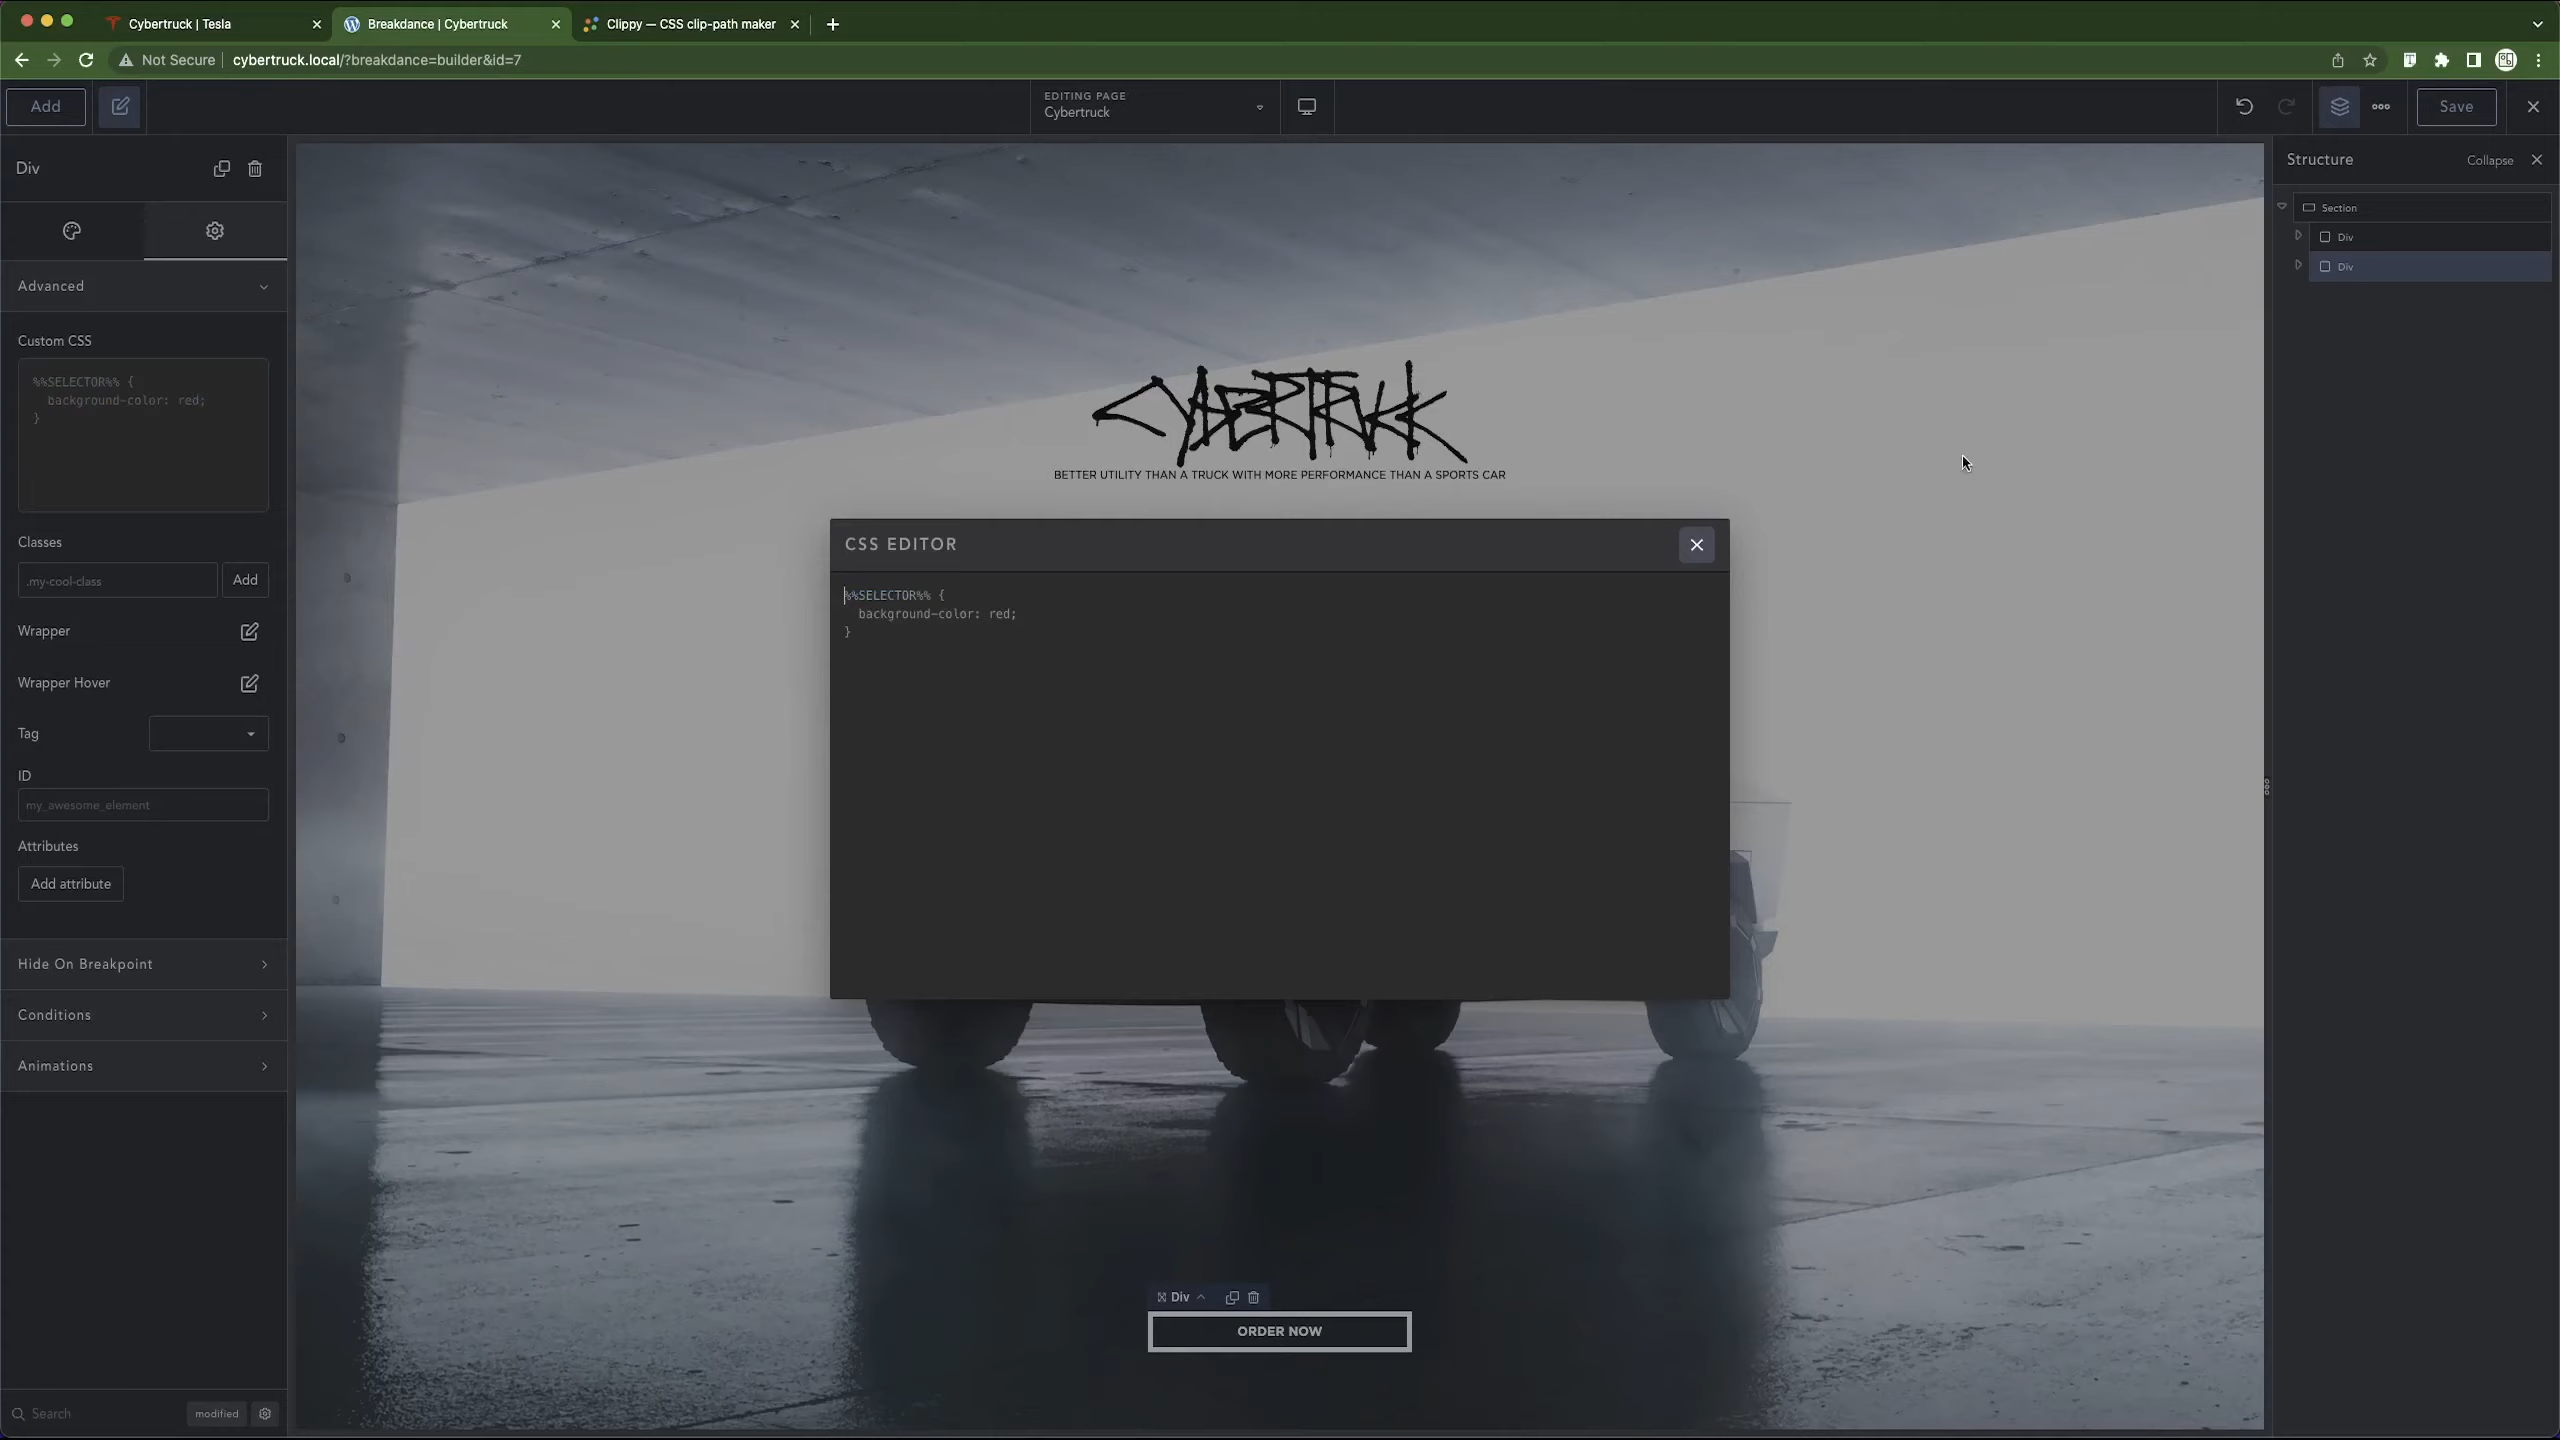 Cybertruck | Tesla
Breakdance | Cybertruck
Clippy — CSS clip-path maker
Not Secure
cybertruck.local/?breakdance=builder&id=7
Add
EDITING PAGE
Cybertruck
Save
Div
Advanced
Custom CSS
%%SELECTOR%% {
background-color: red;
}
Classes
.my-cool-class
Add
Wrapper
Wrapper Hover
Tag
ID
my_awesome_element
Attributes
Add attribute
Hide On Breakpoint
Conditions
Animations
Search
modified
CYBERTRUCK
BETTER UTILITY THAN A TRUCK WITH MORE PERFORMANCE THAN A SPORTS CAR
CSS EDITOR
%%SELECTOR%% {
background-color: red;
}
Div
ORDER NOW
Structure
Collapse
Section
Div
Div